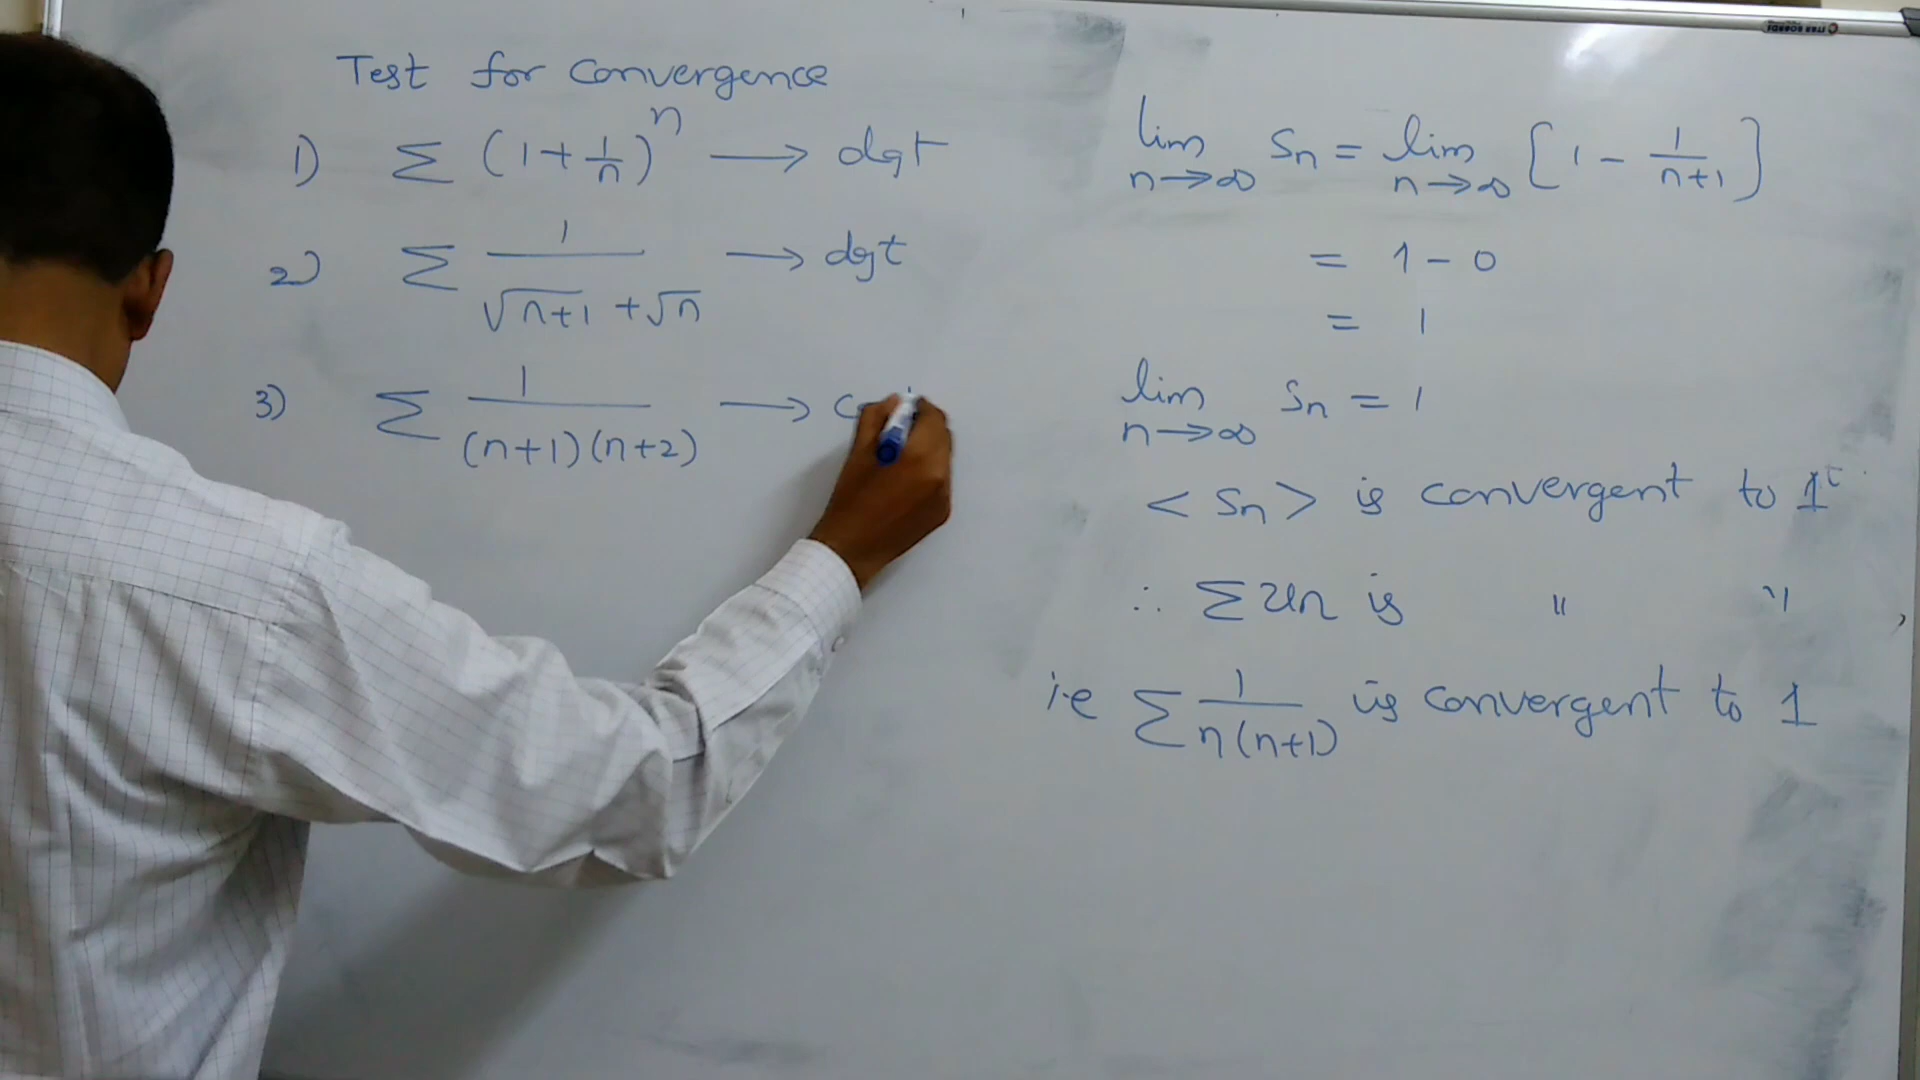 Test for Convergence
1) Σ (1 + 1/n)^n → dgt
2) Σ 1/(√n+1 + √n) → dgt
3) Σ 1/((n+1)(n+2)) →
lim n→∞ Sn = lim n→∞ [1 - 1/(n+1)]
= 1 - 0
= 1
lim n→∞ Sn = 1
< Sn > is convergent to 1
∴ Σ un is " "
i.e Σ 1/(n(n+1)) is convergent to 1